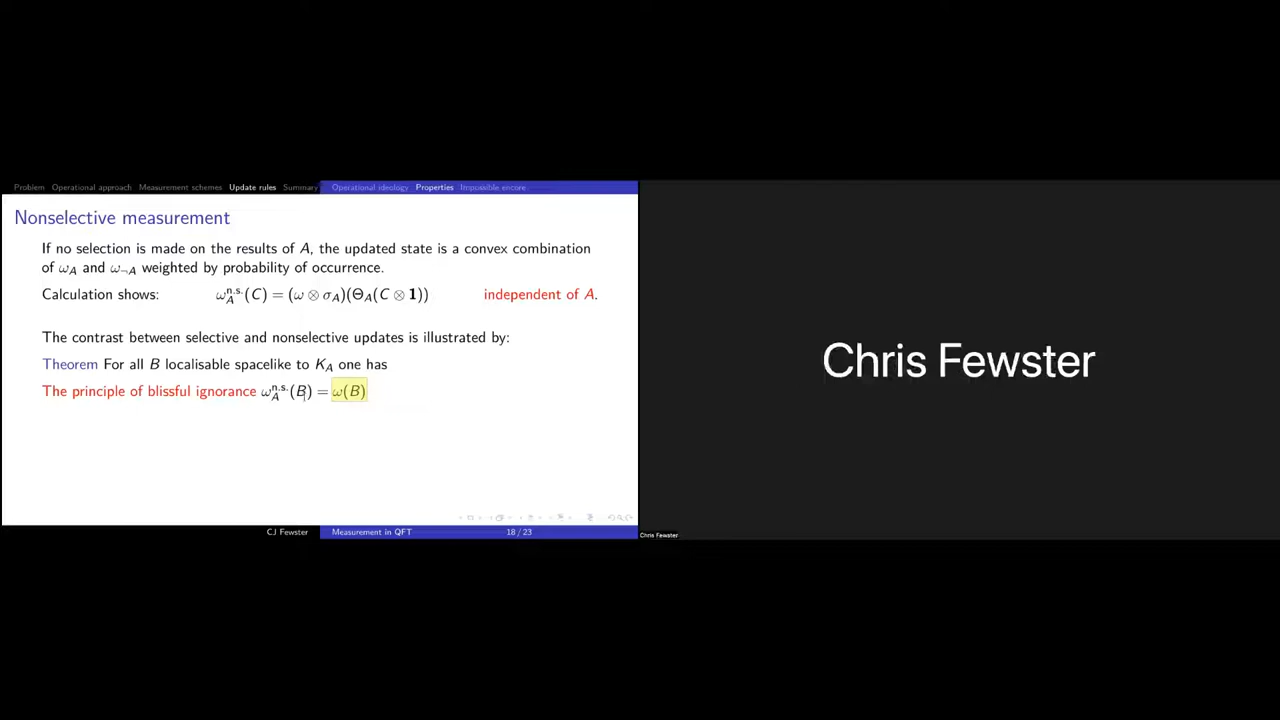 Problem Operational approach Measurement schemes Update rules Summary Operational ideology Properties Impossible encore
Nonselective measurement
If no selection is made on the results of A, the updated state is a convex combination
of ω_A and ω_¬A weighted by probability of occurrence.
Calculation shows: ω_A^n.s.(C) = (ω ⊗ σ_A)(Θ_A(C ⊗ 1)) independent of A.
The contrast between selective and nonselective updates is illustrated by:
Theorem For all B localisable spacelike to K_A one has
The principle of blissful ignorance ω_A^n.s.(B) = ω(B)
CJ Fewster Measurement in QFT 18 / 23
Chris Fewster
Chris Fewster